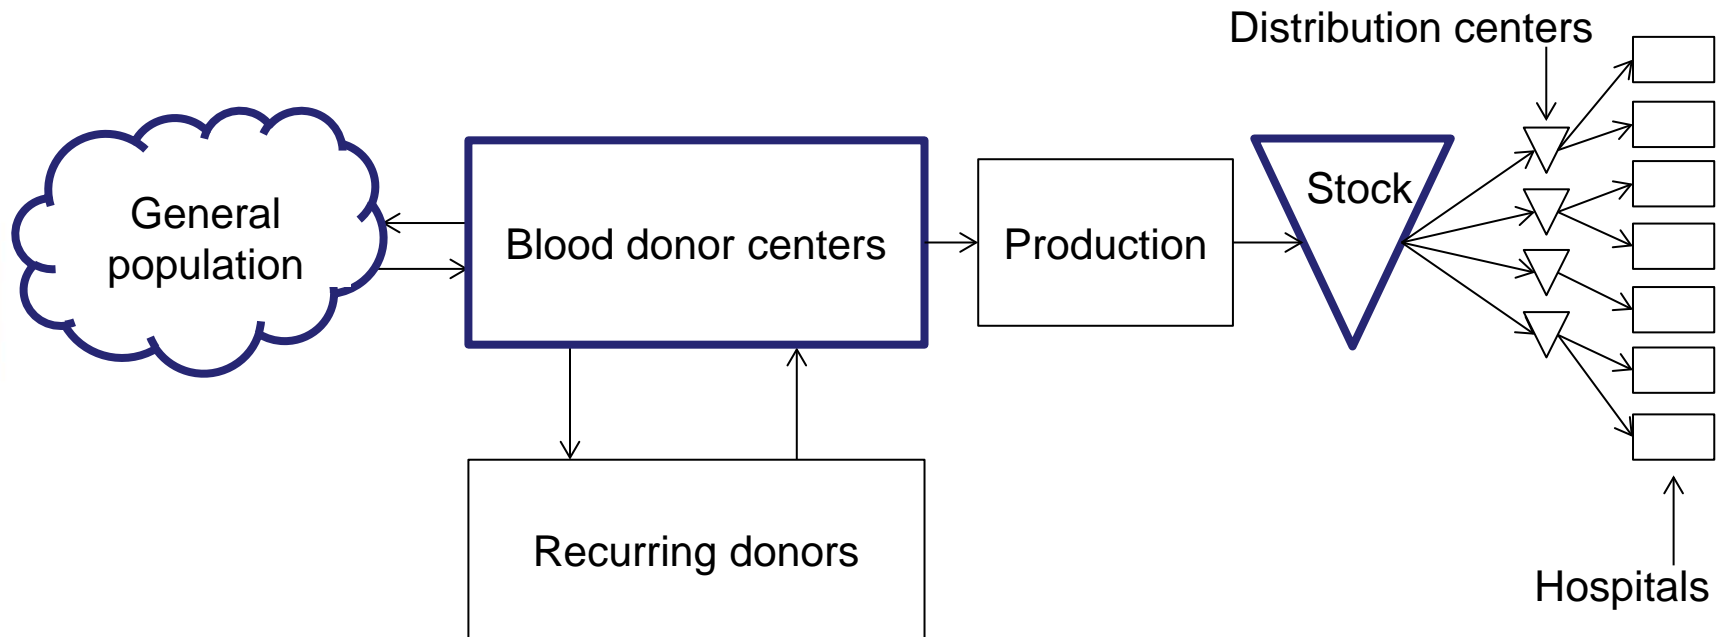 Distribution centers
General
population
Blood donor centers
Production
Stock
Recurring donors
Hospitals